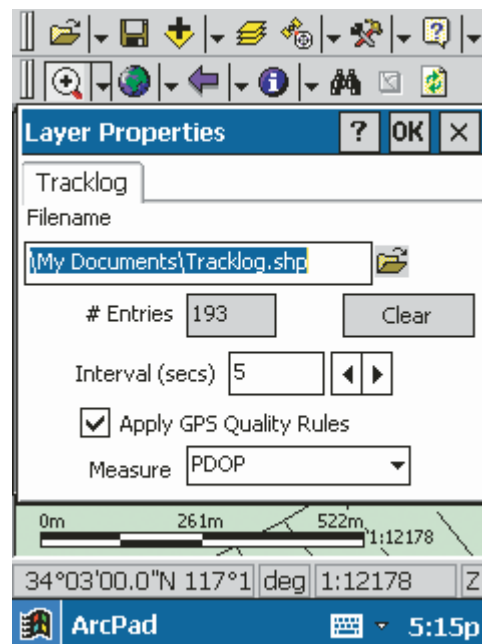 Layer Properties ? OK ×
Tracklog
Filename
\My Documents\Tracklog.shp
# Entries 193 Clear
Interval (secs) 5
Apply GPS Quality Rules
Measure PDOP
0m 261m 522m 1:12178
34°03'00.0"N 117°1 deg 1:12178 Z
ArcPad 5:15p